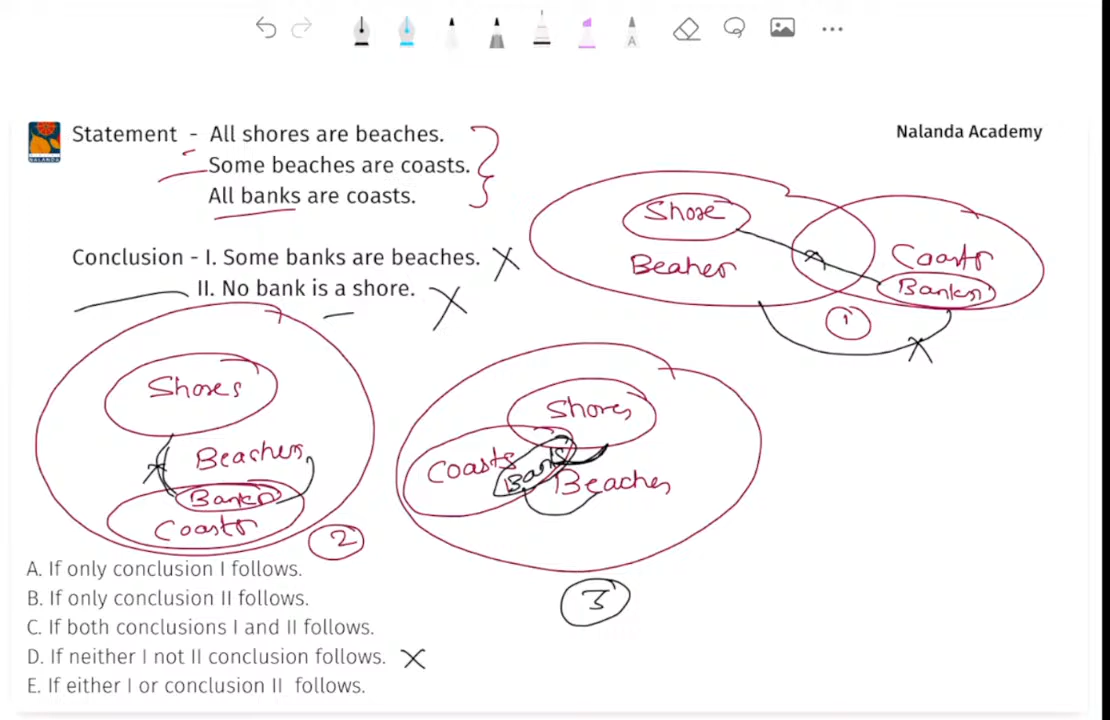 Statement - All shores are beaches.
Nalanda Academy
NALANDA
Some beaches are coasts.
All banks are coasts.
Conclusion - I. Some banks are beaches.
II. No bank is a shore.
Shore
Beaches
Coasts
Banks
1
Shores
Beaches
Banks
Coasts
2
Shores
Coasts
Banks
Beaches
3
A. If only conclusion I follows.
B. If only conclusion II follows.
C. If both conclusions I and II follows.
D. If neither I not II conclusion follows.
E. If either I or conclusion II follows.